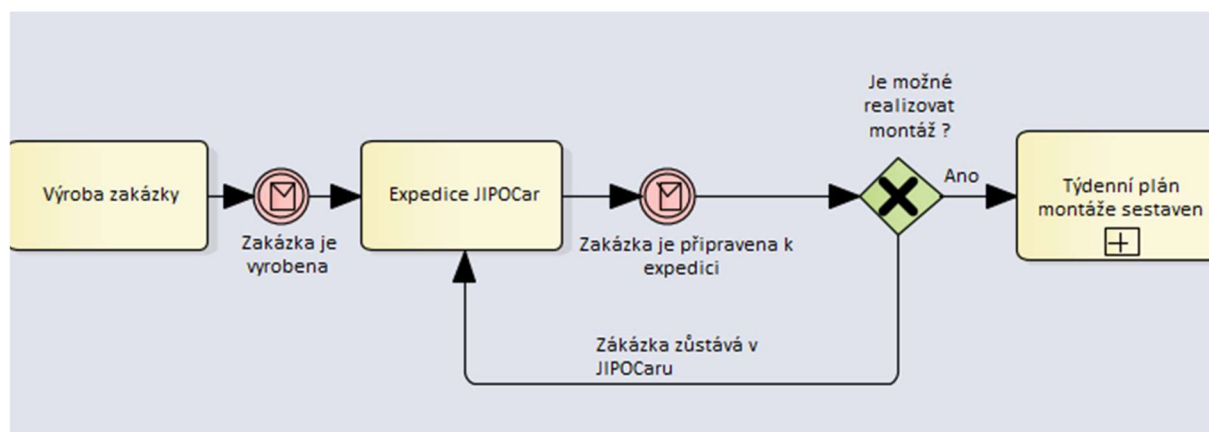 Je možné
realizovat
montáž ?
Výroba zakázky
Zakázka je
vyrobena
Expedice JIPOCar
Zakázka je připravena k
expedici
Ano
Týdenní plán
montáže sestaven
Zákázka zůstává v
JIPOCaru